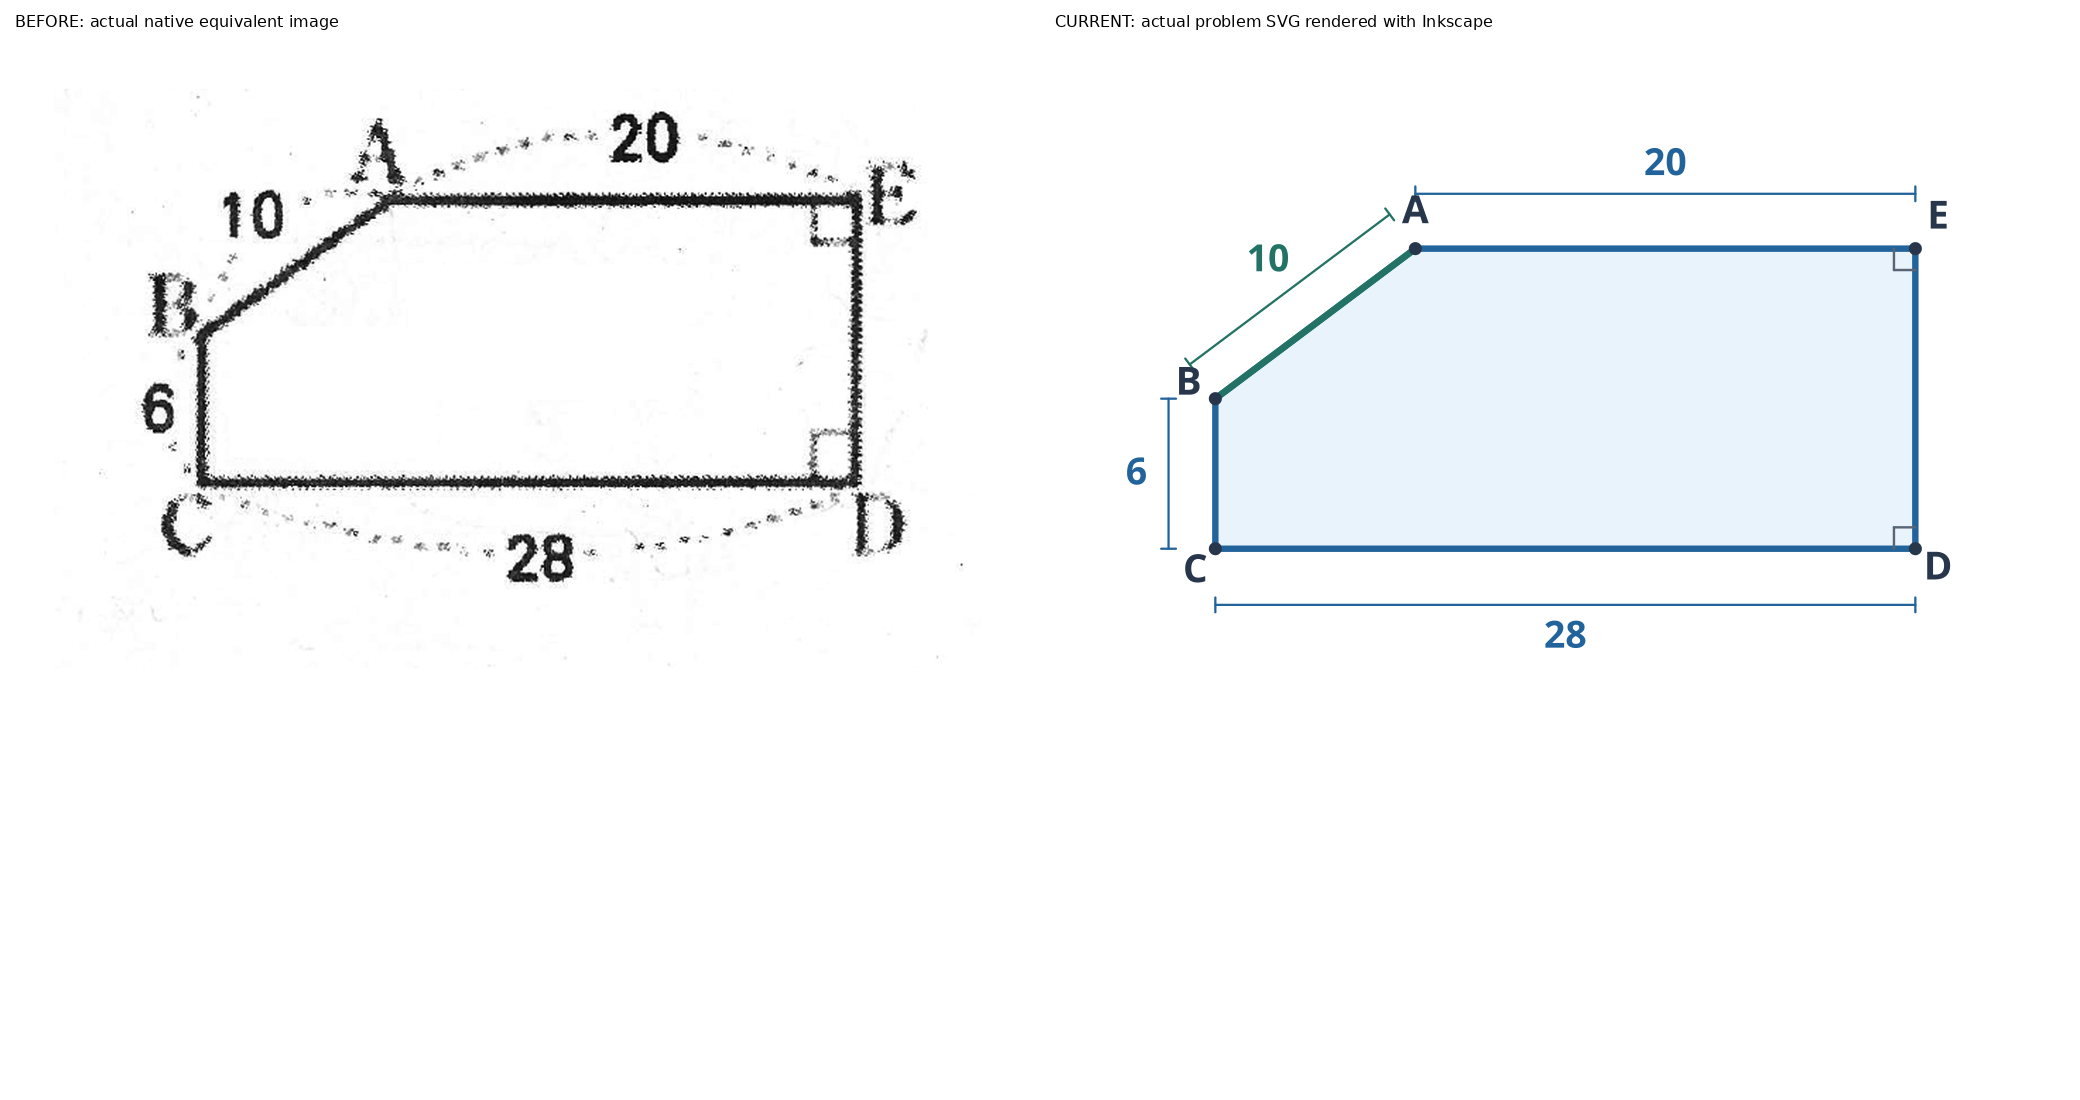 BEFORE: actual native equivalent image
A
20
E
10
B
6
C
28
D
CURRENT: actual problem SVG rendered with Inkscape
20
A
E
10
B
6
C
D
28